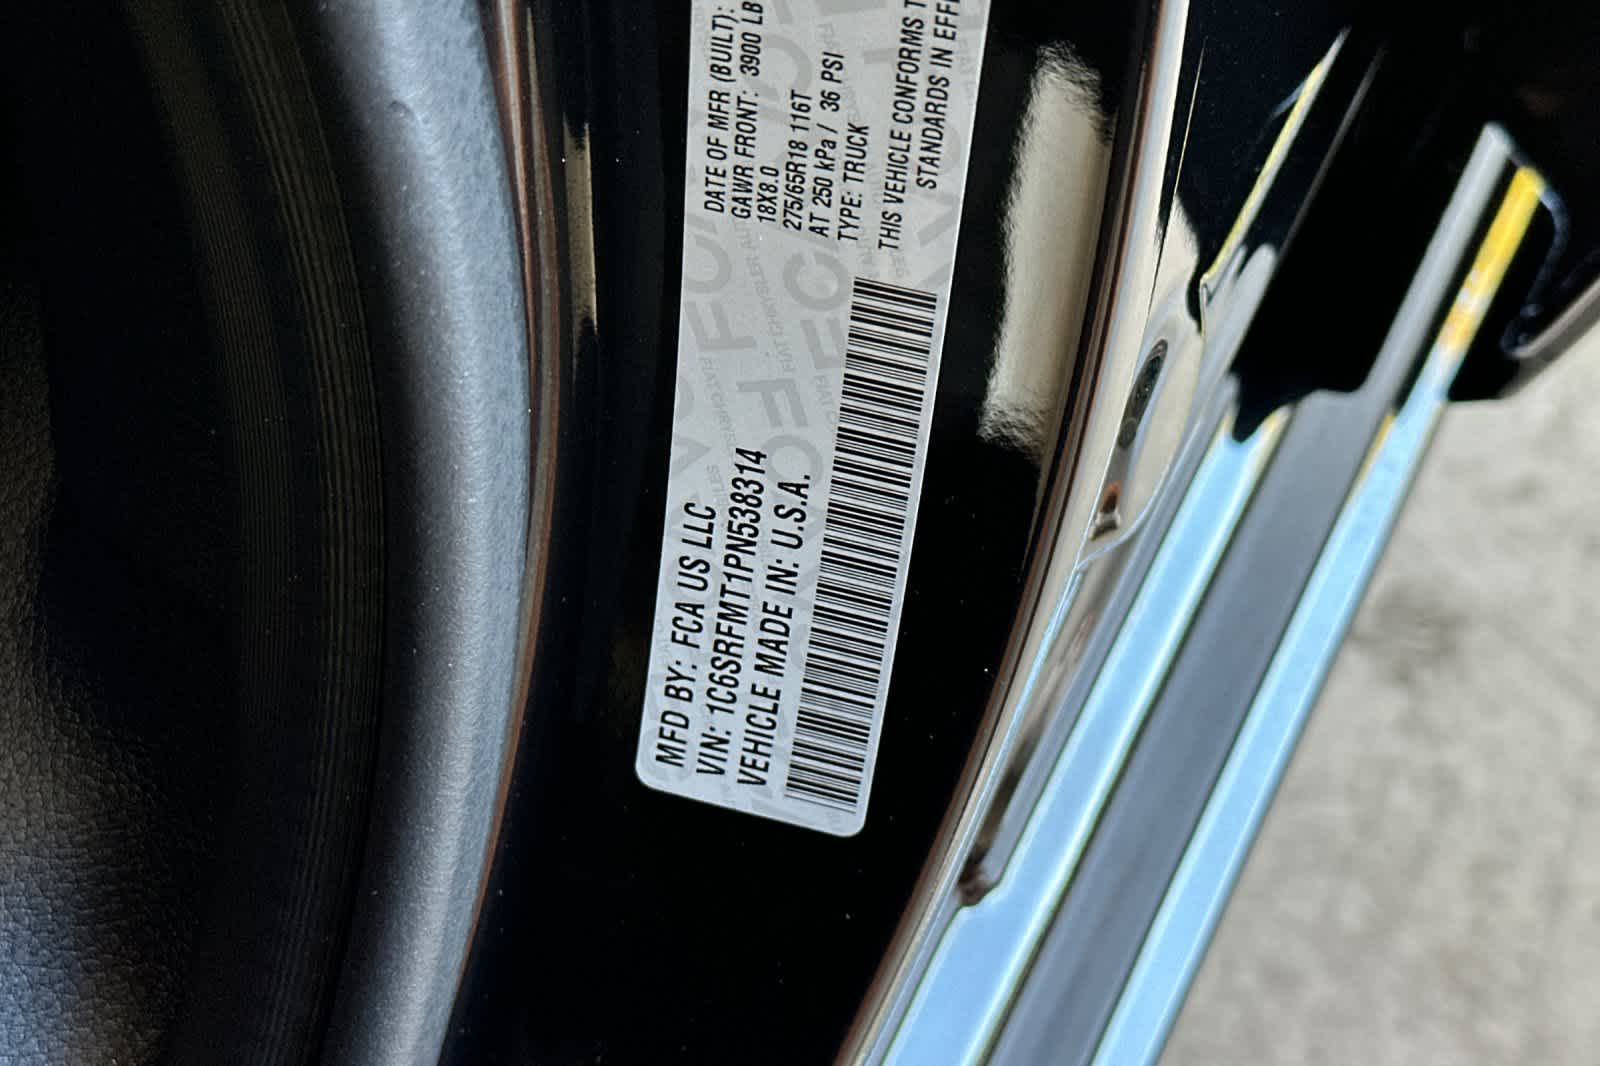 MFD BY: FCA US LLC
VIN: 1C6SRFMT1PN538314
VEHICLE MADE IN: U.S.A.
DATE OF MFR (BUILT):
GAWR FRONT: 3900 LB
18X8.0
275/65R18 116T
AT 250 kPa / 36 PSI
TYPE: TRUCK
THIS VEHICLE CONFORMS T
STANDARDS IN EFF